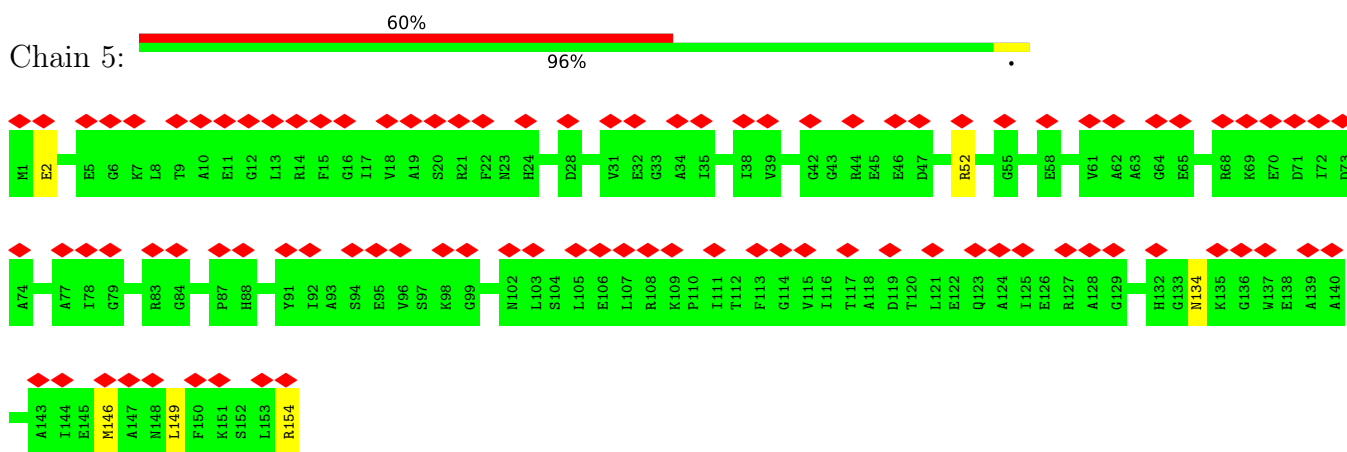 60%
Chain 5:
96%
.
M1 E2 E5 G6 K7 L8 T9 A10 E11 G12 L13 R14 F15 G16 I17 V18 A19 S20 R21 F22 N23 H24 D28 V31 E32 G33 A34 I35 I38 V39 G42 G43 R44 E45 E46 D47 R52 G55 E58 V61 A62 A63 G64 E65 R68 K69 E70 D71 I72 D73
A74 A77 I78 G79 R83 G84 P87 H88 Y91 I92 A93 S94 E95 V96 S97 K98 G99 N102 L103 S104 L105 E106 L107 R108 K109 P110 I111 T112 F113 G114 V115 I116 T117 A118 D119 T120 L121 E122 Q123 A124 I125 E126 R127 A128 G129 H132 G133 N134 K135 G136 W137 E138 A139 A140
A143 I144 E145 M146 A147 N148 L149 F150 K151 S152 L153 R154